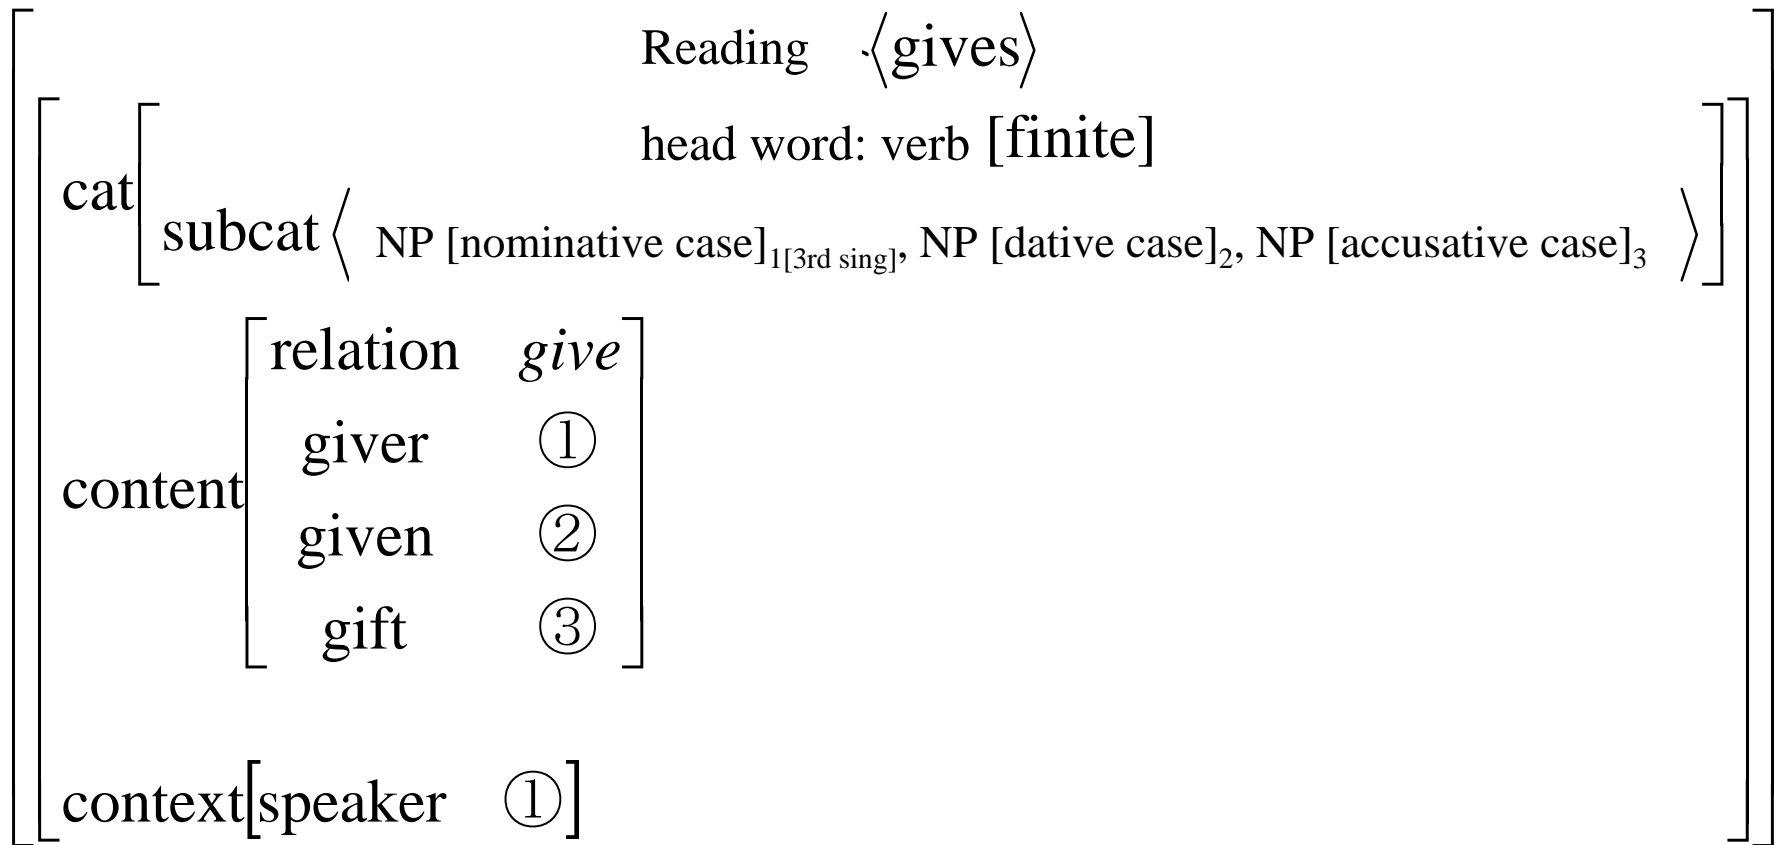 Reading ⟨gives⟩
head word: verb [finite]
cat
subcat ⟨ NP [nominative case]1[3rd sing], NP [dative case]2, NP [accusative case]3 ⟩
relation give
giver ①
content
given ②
gift ③
context[speaker ①]